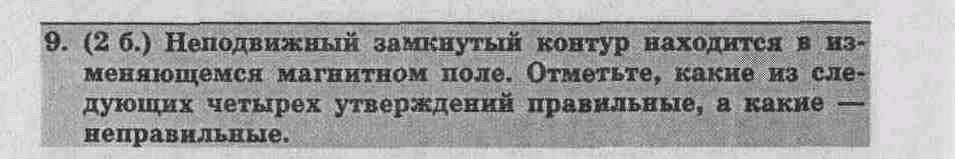 9. (2 б.) Неподвижный замкнутый контур находится в из-
меняющемся магнитном поле. Отметьте, какие из сле-
дующих четырех утверждений правильные, а какие —
неправильные.